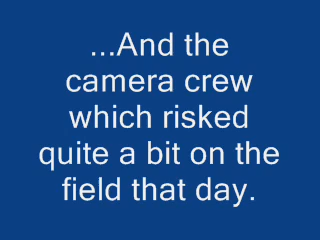 ...And the
camera crew
which risked
quite a bit on the
field that day.